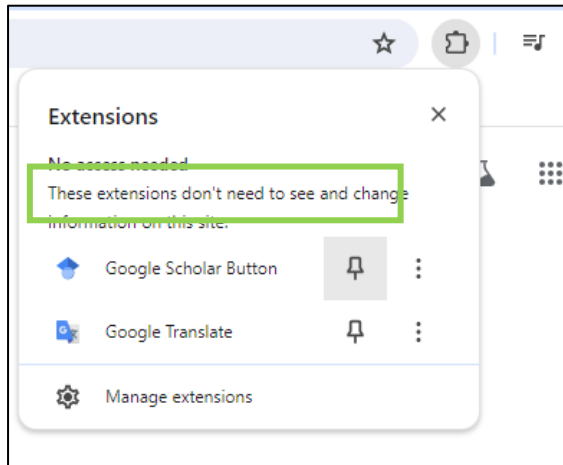 Extensions
No access needed
These extensions don't need to see and change
information on this site.
Google Scholar Button
Google Translate
Manage extensions